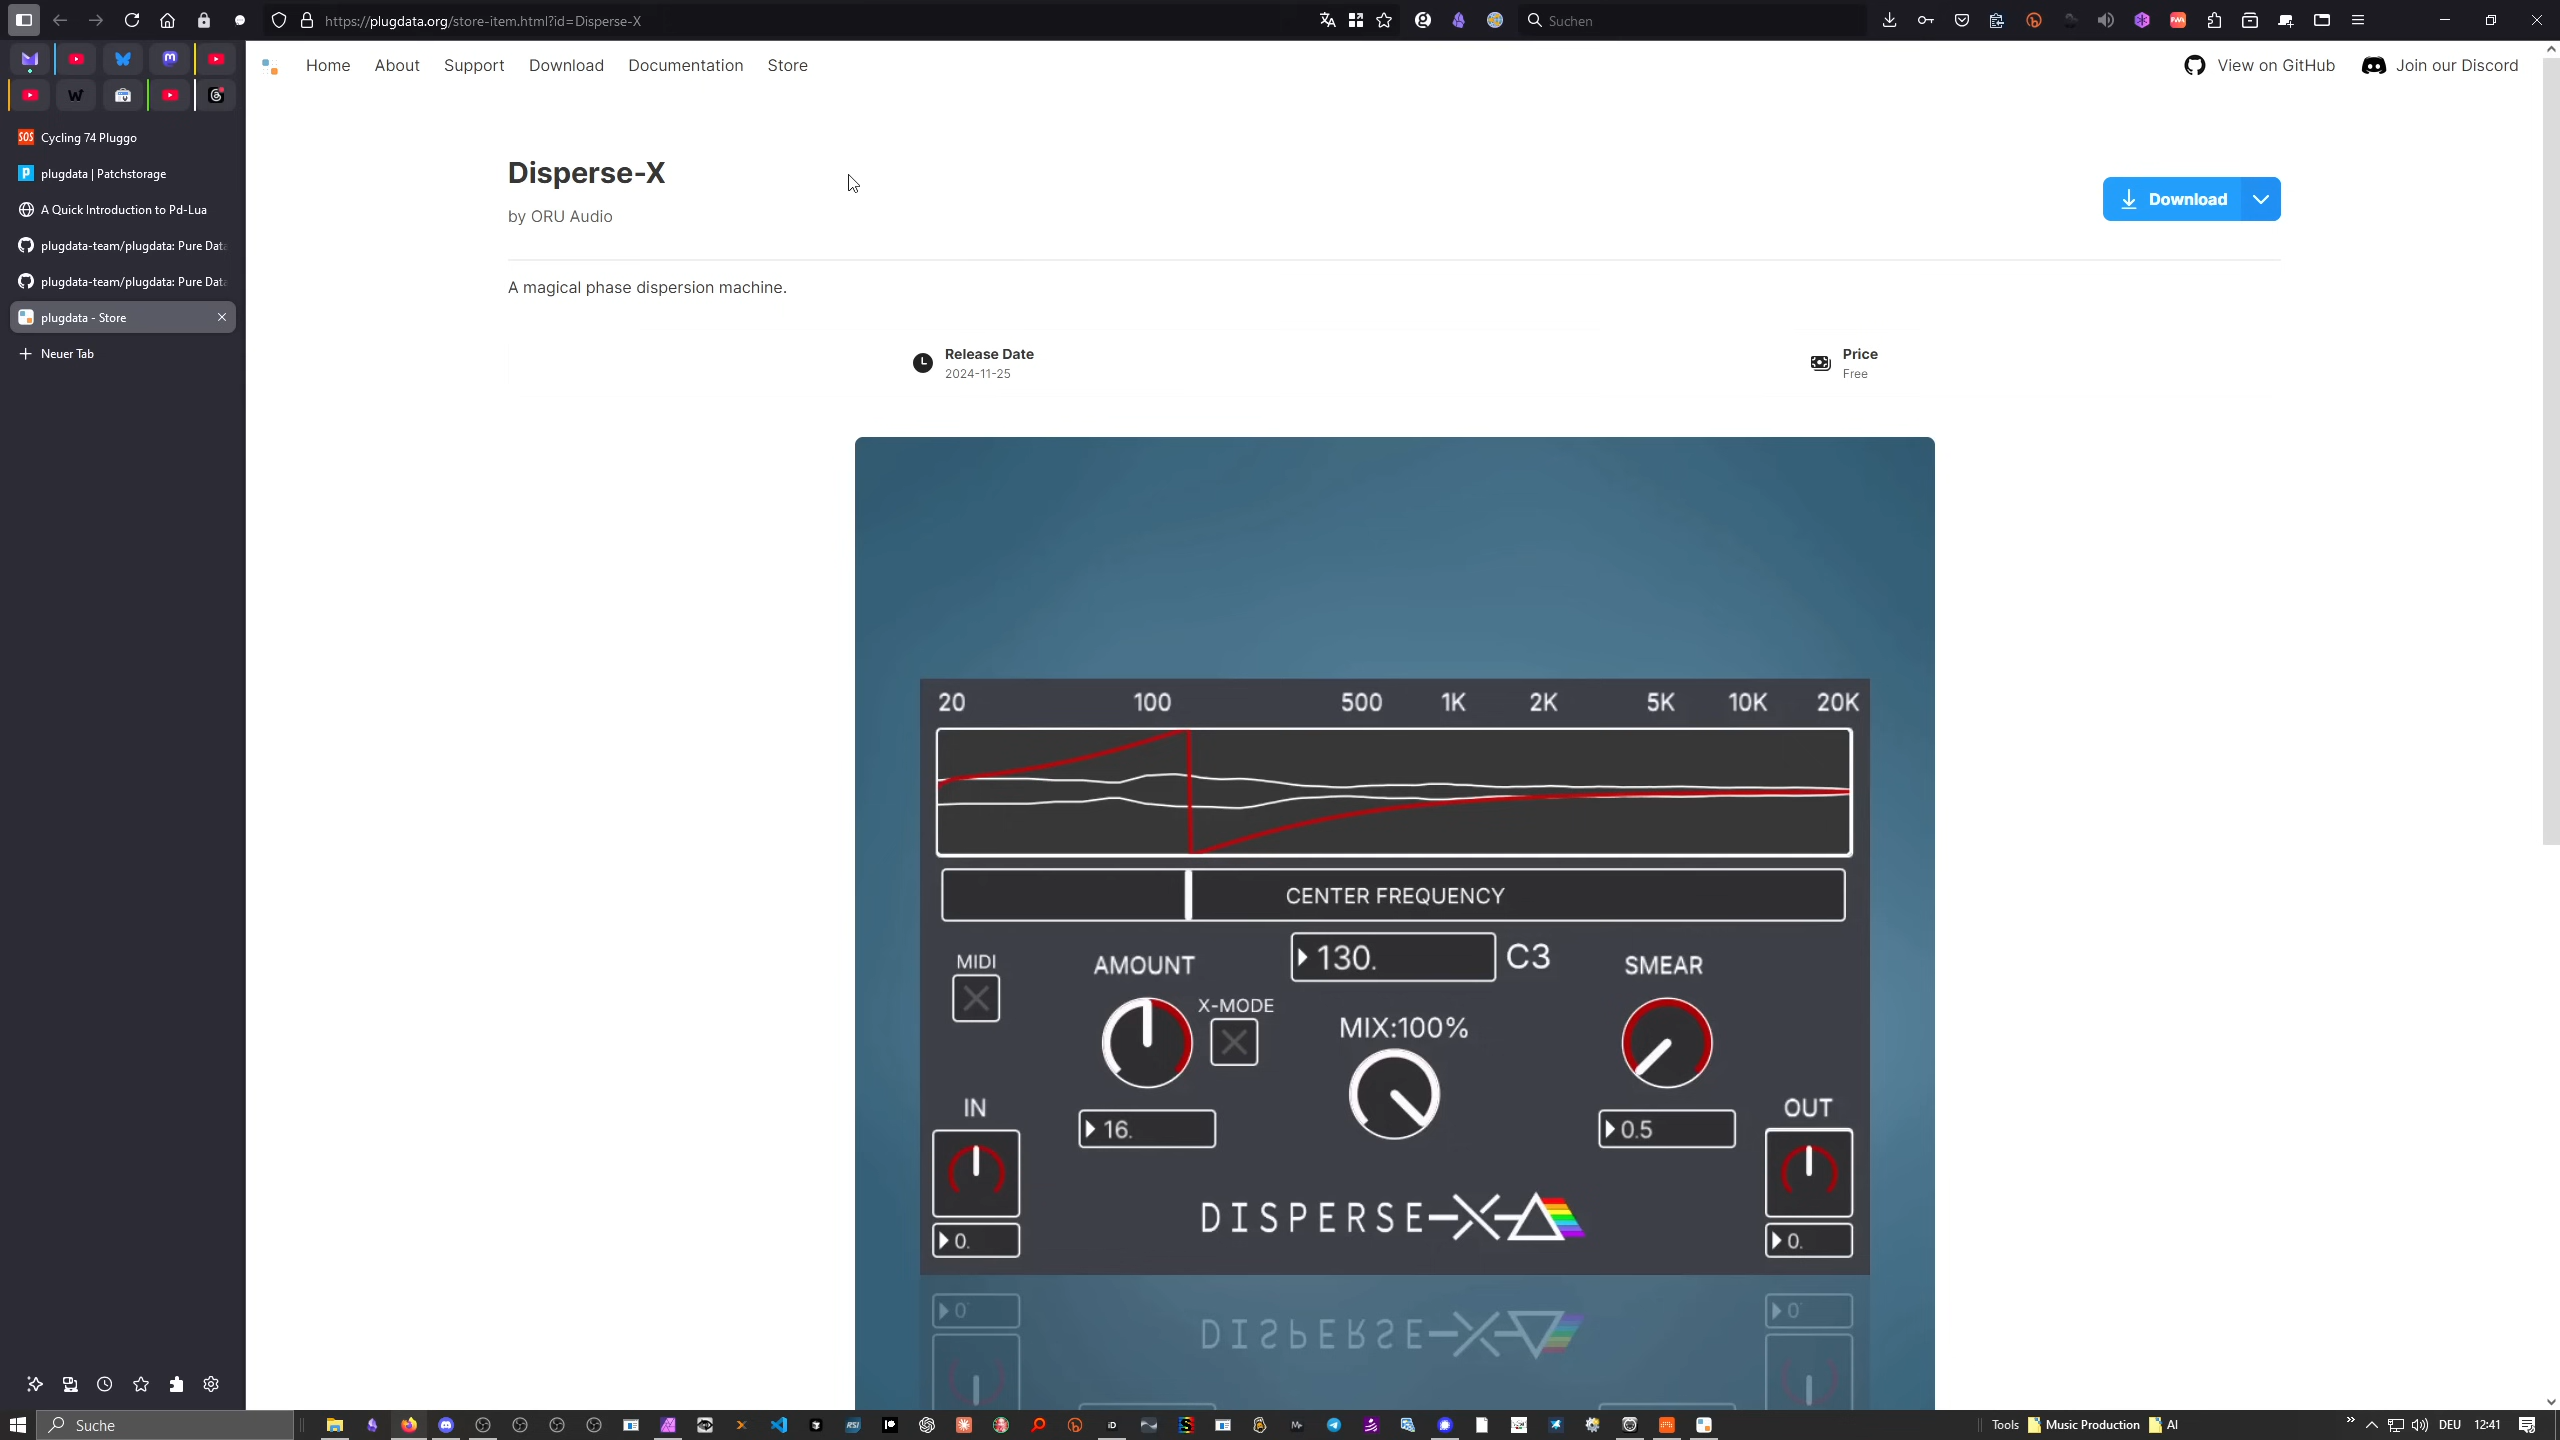 https://plugdata.org/store-item.html?id=Disperse-X
Suchen
Home About Support Download Documentation Store
View on GitHub Join our Discord
Cycling 74 Pluggo
plugdata | Patchstorage
A Quick Introduction to Pd-Lua
plugdata-team/plugdata: Pure Data
plugdata-team/plugdata: Pure Data
plugdata - Store
Neuer Tab
Disperse-X
by ORU Audio
Download
A magical phase dispersion machine.
Release Date
2024-11-25
Price
Free
20 100 500 1K 2K 5K 10K 20K
CENTER FREQUENCY
MIDI
AMOUNT
130. C3
SMEAR
X-MODE
MIX:100%
IN
16.
0.5
OUT
0.
DISPERSE-X
0.
Suche
Tools Music Production AI
DEU 12:41